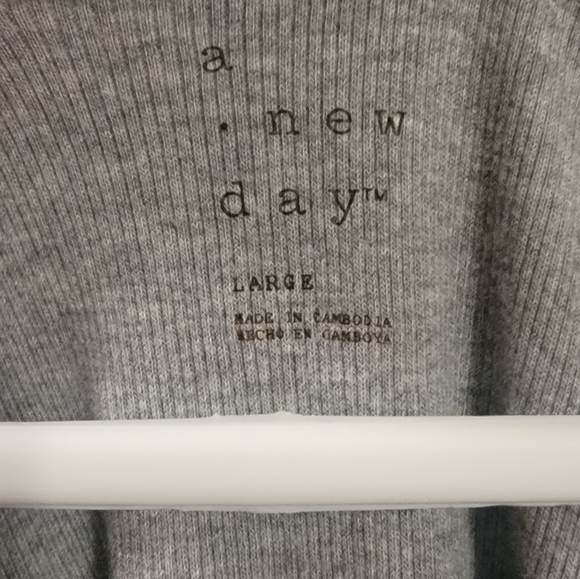 a
· new
day™
LARGE
MADE IN CAMBODIA
HECHO EN CAMBOYA